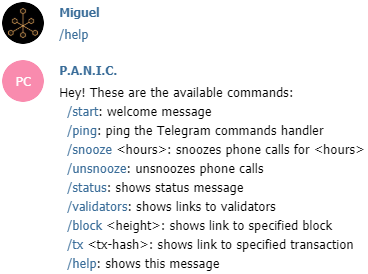 Miguel
/help
PC
P.A.N.I.C.
Hey! These are the available commands:
/start: welcome message
/ping: ping the Telegram commands handler
/snooze <hours>: snoozes phone calls for <hours>
/unsnooze: unsnoozes phone calls
/status: shows status message
/validators: shows links to validators
/block <height>: shows link to specified block
/tx <tx-hash>: shows link to specified transaction
/help: shows this message